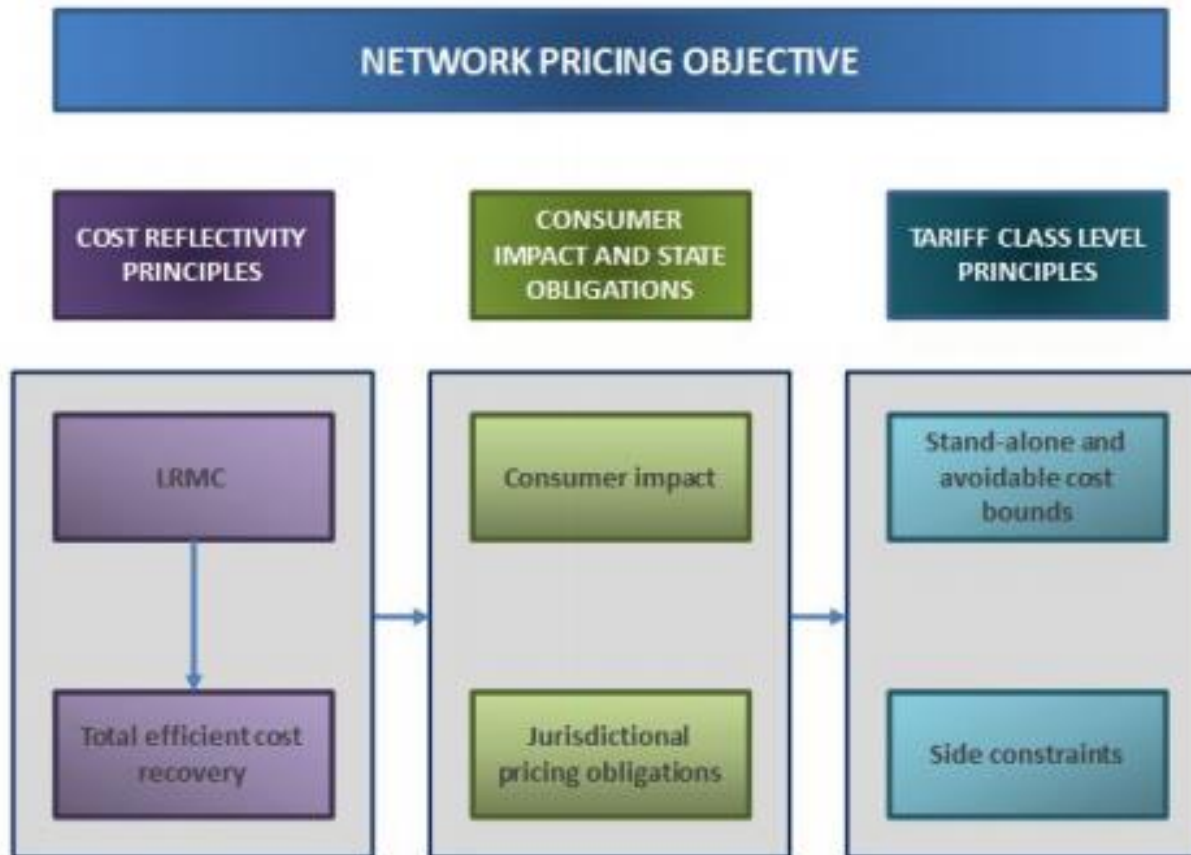 NETWORK PRICING OBJECTIVE
COST REFLECTIVITY
PRINCIPLES
CONSUMER
IMPACT AND STATE
OBLIGATIONS
TARIFF CLASS LEVEL
PRINCIPLES
LRMC
Total efficient cost
recovery
Consumer impact
Jurisdictional
pricing obligations
Stand-alone and
avoidable cost
bounds
Side constraints